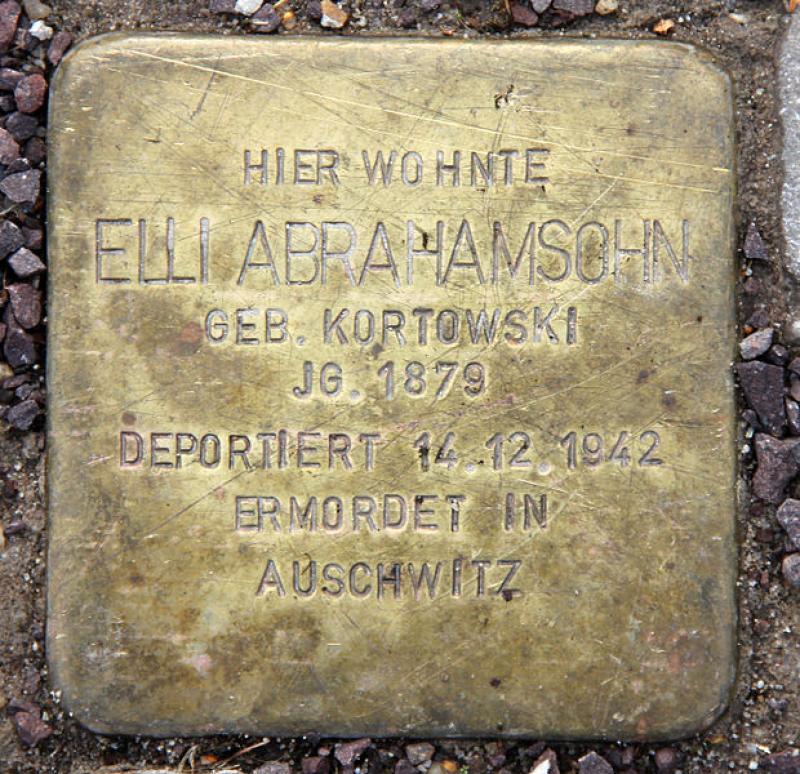 HIER WOHNTE
ELLI ABRAHAMSOHN
GEB. KORTOWSKI
JG. 1879
DEPORTIERT 14.12.1942
ERMORDET IN
AUSCHWITZ